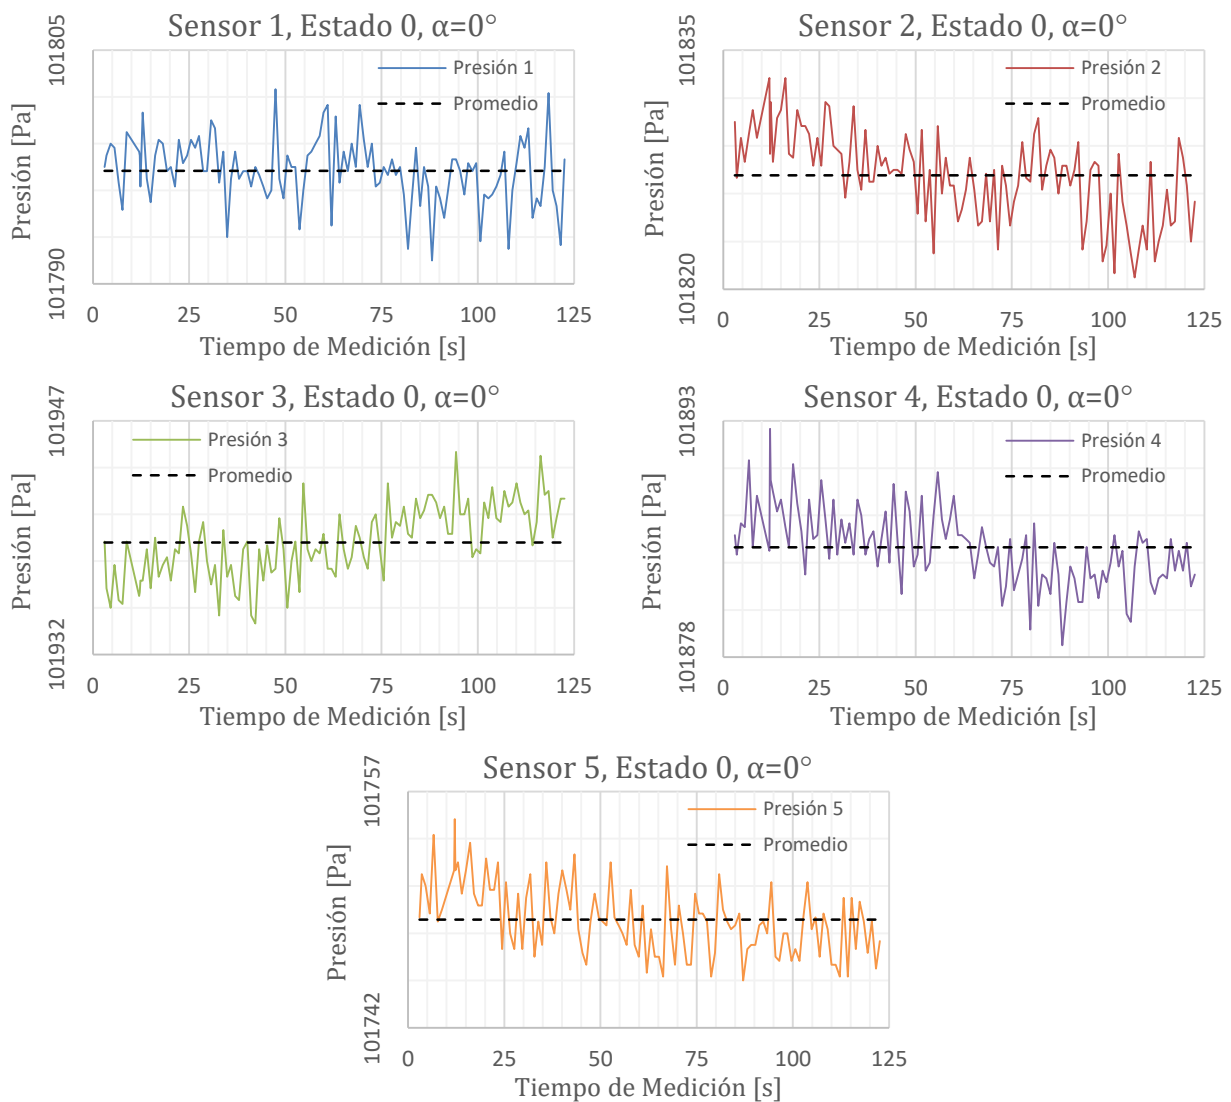 Sensor 1, Estado 0, α=0°
101805
Presión 1
Promedio
Presión [Pa]
101790
0 25 50 75 100 125
Tiempo de Medición [s]
Sensor 2, Estado 0, α=0°
101835
Presión 2
Promedio
Presión [Pa]
101820
0 25 50 75 100 125
Tiempo de Medición [s]
Sensor 3, Estado 0, α=0°
101947
Presión 3
Promedio
Presión [Pa]
101932
0 25 50 75 100 125
Tiempo de Medición [s]
Sensor 4, Estado 0, α=0°
101893
Presión 4
Promedio
Presión [Pa]
101878
0 25 50 75 100 125
Tiempo de Medición [s]
Sensor 5, Estado 0, α=0°
101757
Presión 5
Promedio
Presión [Pa]
101742
0 25 50 75 100 125
Tiempo de Medición [s]